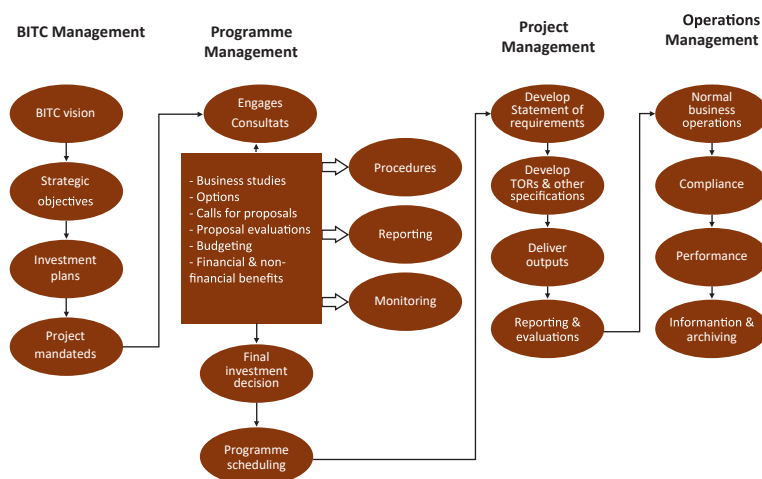 BITC Management
BITC vision
Strategic
objectives
Investment
plans
Project
mandateds
Programme
Management
Engages
Consultats
- Business studies
- Options
- Calls for proposals
- Proposal evaluations
- Budgeting
- Financial & non-
financial benefits
Procedures
Reporting
Monitoring
Final
investment
decision
Programme
scheduling
Project
Management
Develop
Statement of
requirements
Develop
TORs & other
specifications
Deliver
outputs
Reporting &
evaluations
Operations
Management
Normal
business
operations
Compliance
Performance
Informantion &
archiving